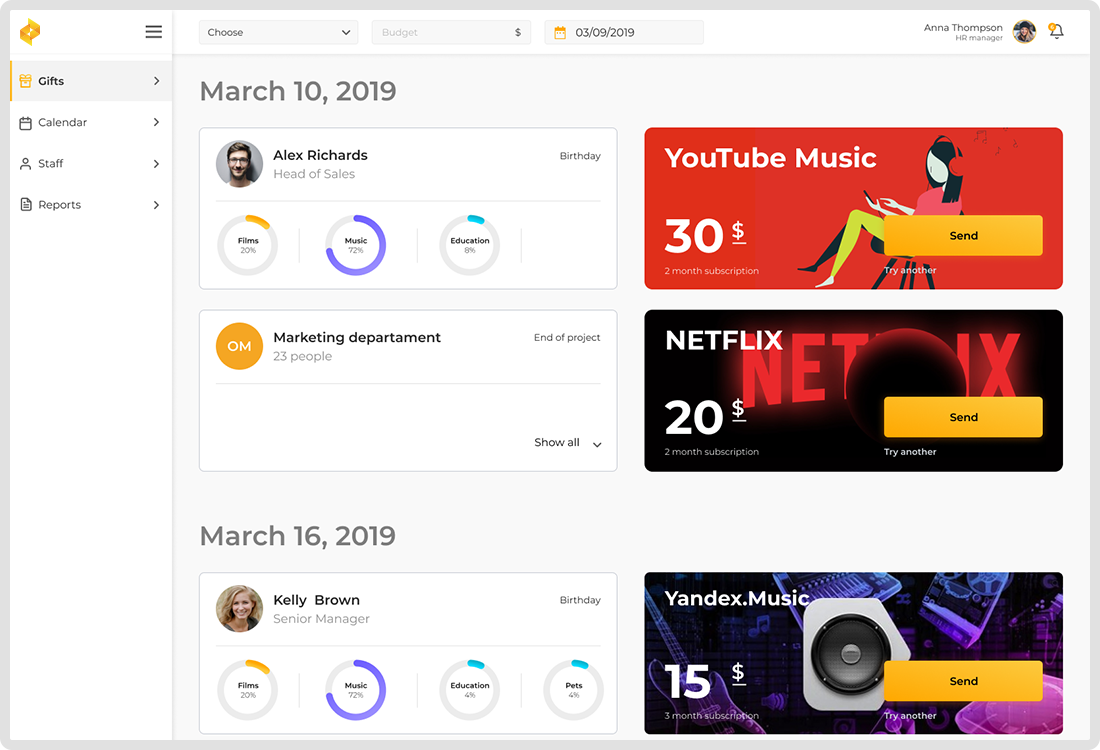 Choose
Budget $
03/09/2019
Anna Thompson
HR manager
Gifts
Calendar
Staff
Reports
March 10, 2019
Alex Richards
Head of Sales
Birthday
Films
20%
Music
72%
Education
8%
YouTube Music
30 $
2 month subscription
Send
Try another
OM
Marketing departament
23 people
End of project
Show all
NETFLIX
NETFLIX
20 $
2 month subscription
Send
Try another
March 16, 2019
Kelly Brown
Senior Manager
Birthday
Films
20%
Music
72%
Education
4%
Pets
4%
Yandex.Music
15 $
3 month subscription
Send
Try another